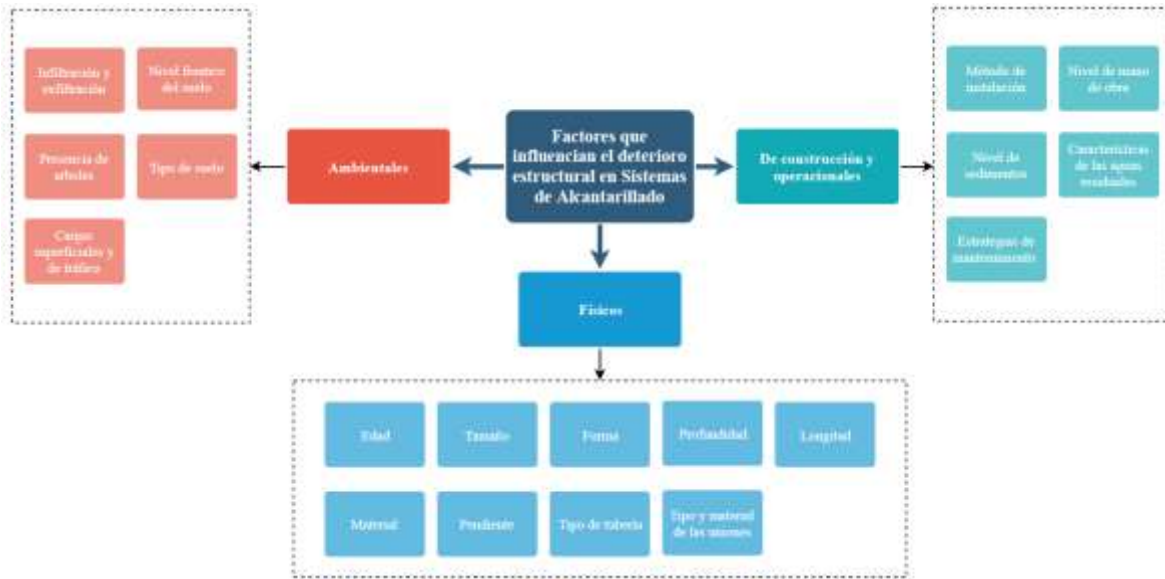 Infiltración y
exfiltración
Nivel freático
del suelo
Presencia de
árboles
Tipo de suelo
Cargas
superficiales y
de tráfico
Ambientales
Factores que
influencian el deterioro
estructural en Sistemas
de Alcantarillado
De construcción y
operacionales
Método de
instalación
Nivel de mano
de obra
Nivel de
sedimentos
Características
de las aguas
residuales
Estrategias de
mantenimiento
Físicos
Edad
Tamaño
Forma
Profundidad
Longitud
Material
Pendiente
Tipo de tubería
Tipo y material
de las uniones